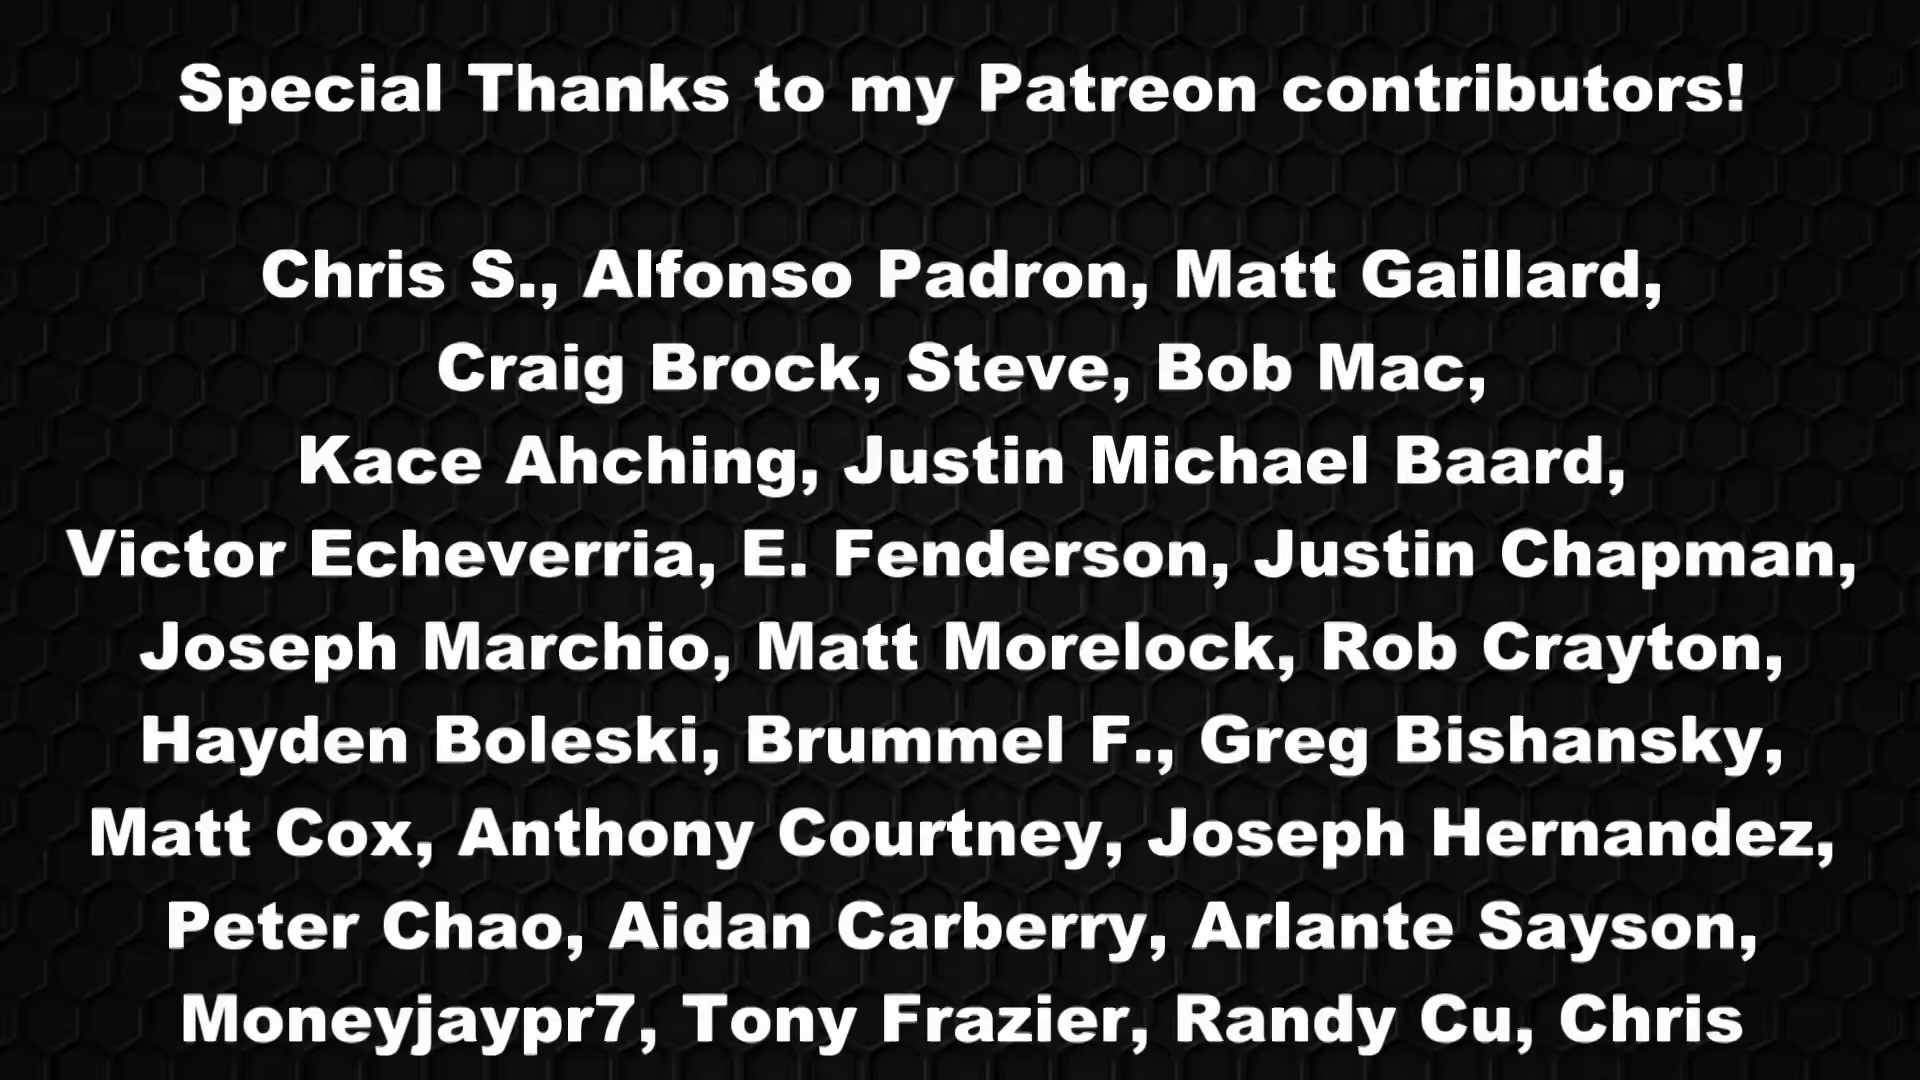 Special Thanks to my Patreon contributors!
Chris S., Alfonso Padron, Matt Gaillard,
Craig Brock, Steve, Bob Mac,
Kace Ahching, Justin Michael Baard,
Victor Echeverria, E. Fenderson, Justin Chapman,
Joseph Marchio, Matt Morelock, Rob Crayton,
Hayden Boleski, Brummel F., Greg Bishansky,
Matt Cox, Anthony Courtney, Joseph Hernandez,
Peter Chao, Aidan Carberry, Arlante Sayson,
Moneyjaypr7, Tony Frazier, Randy Cu, Chris